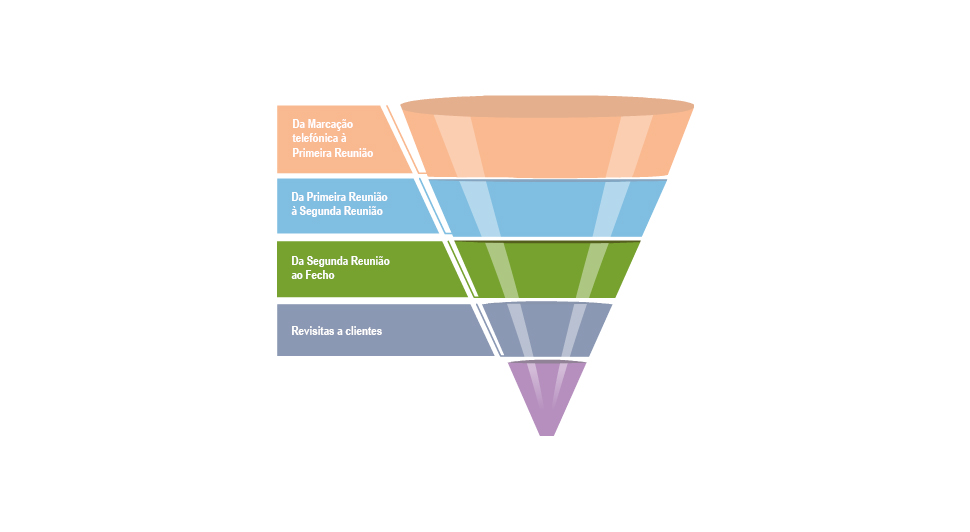 Da Marcação
telefónica à
Primeira Reunião
Da Primeira Reunião
à Segunda Reunião
Da Segunda Reunião
ao Fecho
Revisitas a clientes